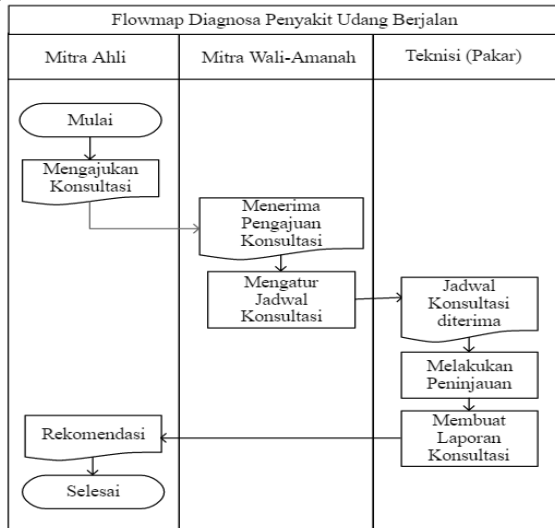 Flowmap Diagnosa Penyakit Udang Berjalan
Mitra Ahli
Mitra Wali-Amanah
Teknisi (Pakar)
Mulai
Mengajukan
Konsultasi
Menerima
Pengajuan
Konsultasi
Mengatur
Jadwal
Konsultasi
Jadwal
Konsultasi
diterima
Melakukan
Peninjauan
Membuat
Laporan
Konsultasi
Rekomendasi
Selesai